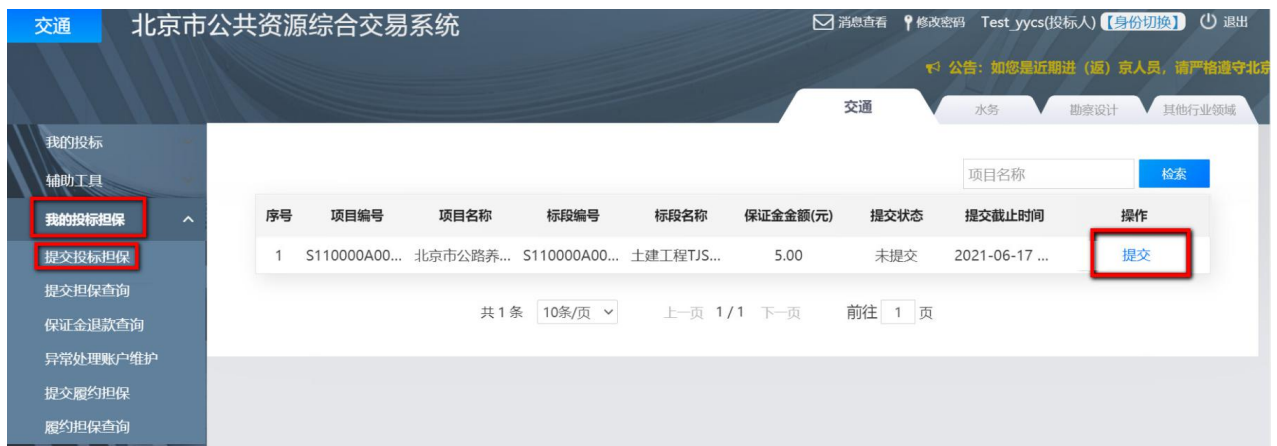 交通 北京市公共资源综合交易系统 消息查看 修改密码 Test_yycs(投标人)【身份切换】 退出
公告：如您是近期进（返）京人员，请严格遵守北京
交通 水务 勘察设计 其他行业领域
我的投标
辅助工具
项目名称 检索
我的投标担保
序号 项目编号 项目名称 标段编号 标段名称 保证金金额(元) 提交状态 提交截止时间 操作
提交投标担保
1 S110000A00... 北京市公路养... S110000A00... 土建工程TJS... 5.00 未提交 2021-06-17 ... 提交
提交担保查询
共 1 条 10条/页 上一页 1 / 1 下一页 前往 1 页
保证金退款查询
异常处理账户维护
提交履约担保
履约担保查询